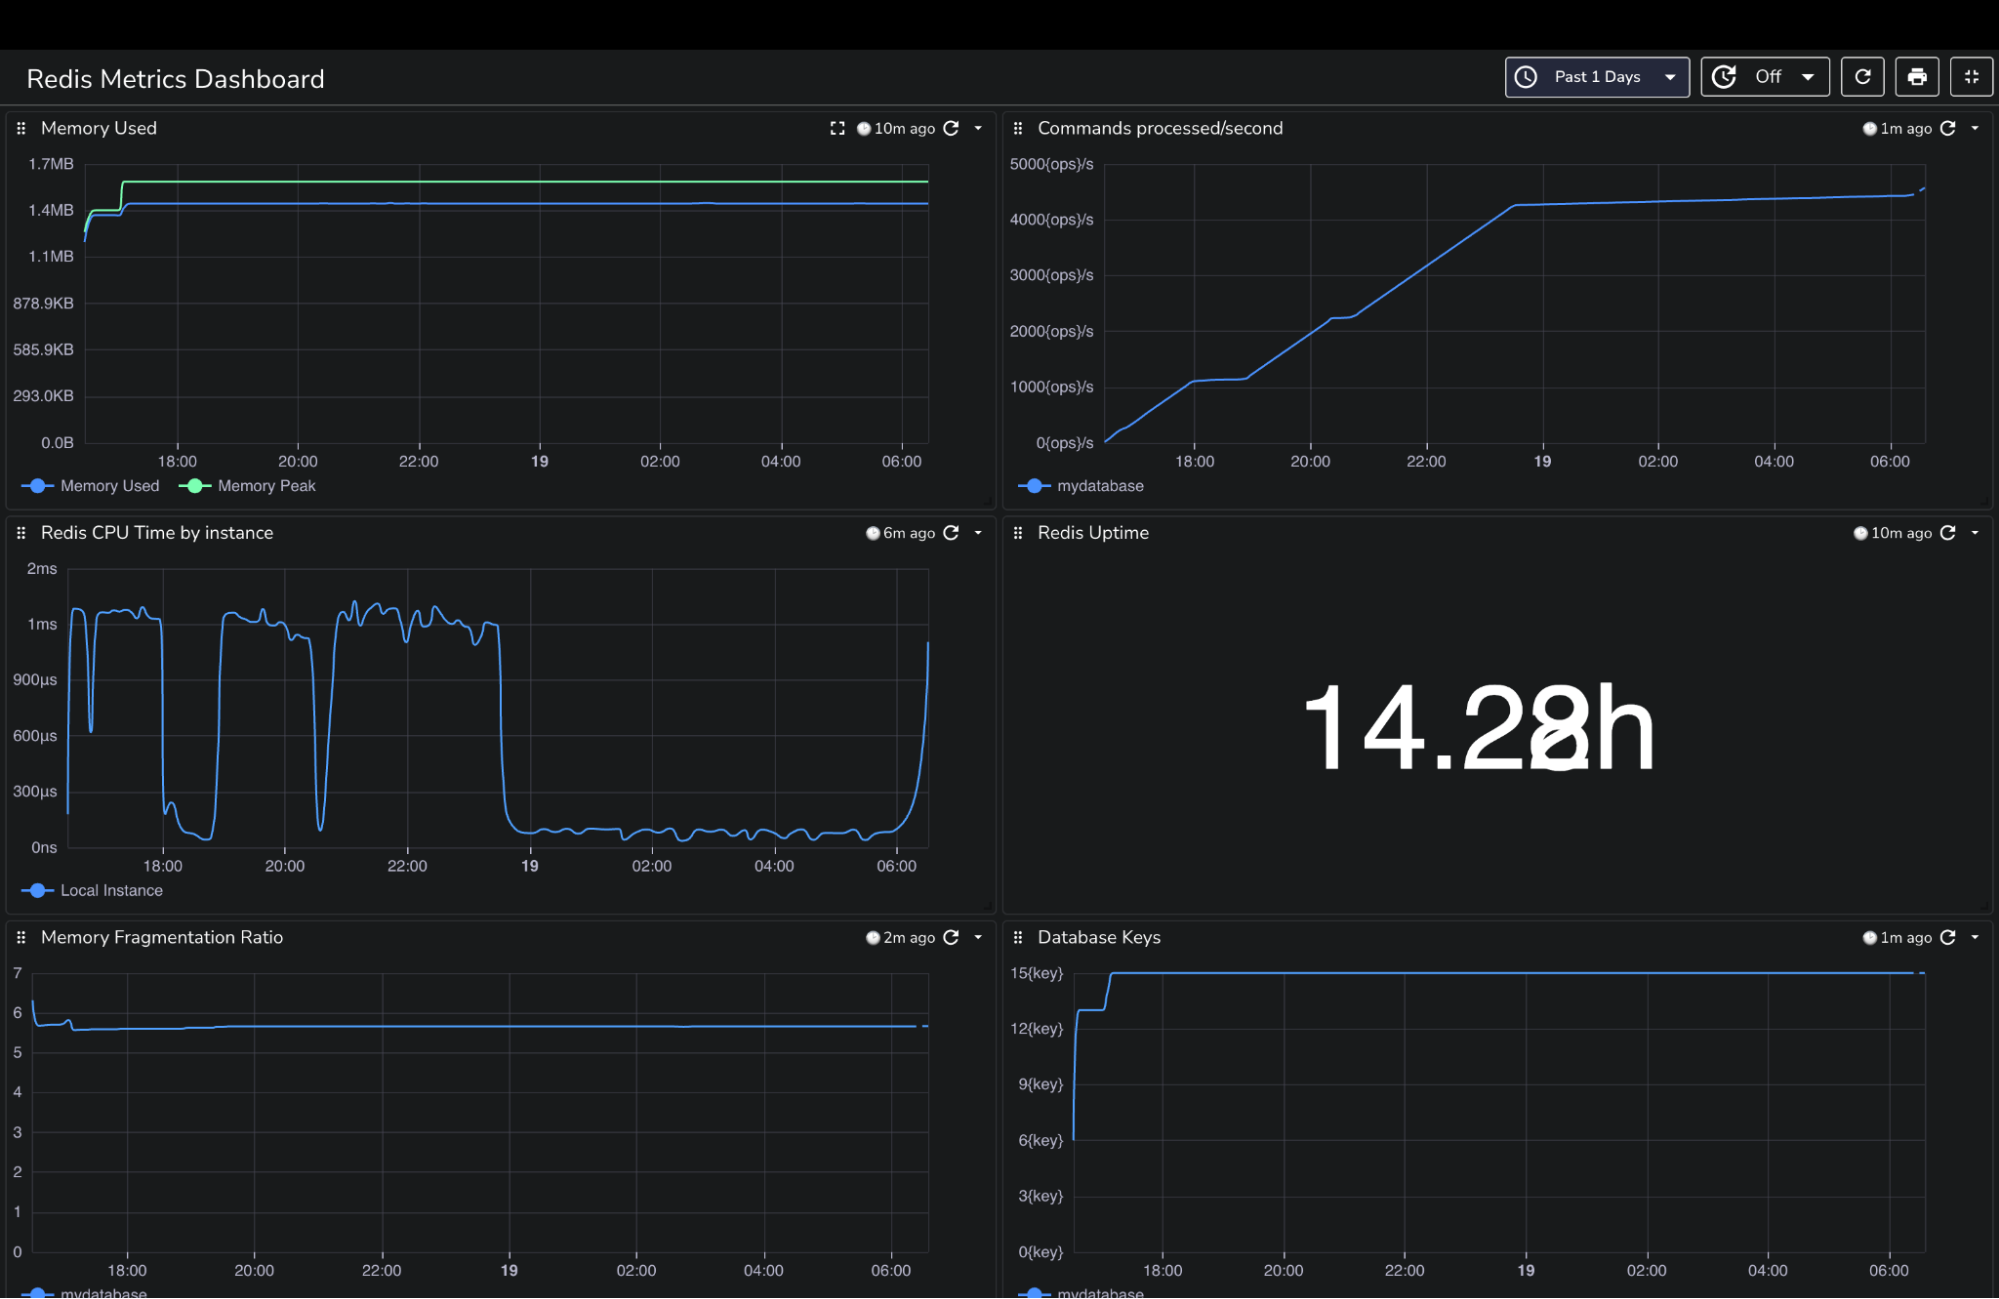 Redis Metrics Dashboard
Past 1 Days
Off
Memory Used
10m ago
1.7MB
1.4MB
1.1MB
878.9KB
585.9KB
293.0KB
0.0B
18:00 20:00 22:00 19 02:00 04:00 06:00
Memory Used Memory Peak
Commands processed/second
1m ago
5000{ops}/s
4000{ops}/s
3000{ops}/s
2000{ops}/s
1000{ops}/s
0{ops}/s
18:00 20:00 22:00 19 02:00 04:00 06:00
mydatabase
Redis CPU Time by instance
6m ago
2ms
1ms
900µs
600µs
300µs
0ns
18:00 20:00 22:00 19 02:00 04:00 06:00
Local Instance
Redis Uptime
10m ago
Memory Fragmentation Ratio
2m ago
7
6
5
4
3
2
1
0
18:00 20:00 22:00 19 02:00 04:00 06:00
mydatabase
Database Keys
1m ago
15{key}
12{key}
9{key}
6{key}
3{key}
0{key}
18:00 20:00 22:00 19 02:00 04:00 06:00
mydatabase